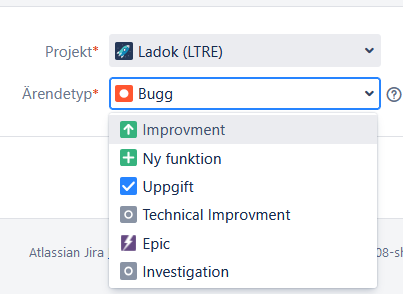 Projekt*
Ladok (LTRE)
Ärendetyp*
Bugg
Improvment
Ny funktion
Uppgift
Technical Improvment
Epic
Investigation
Atlassian Jira
08-sh